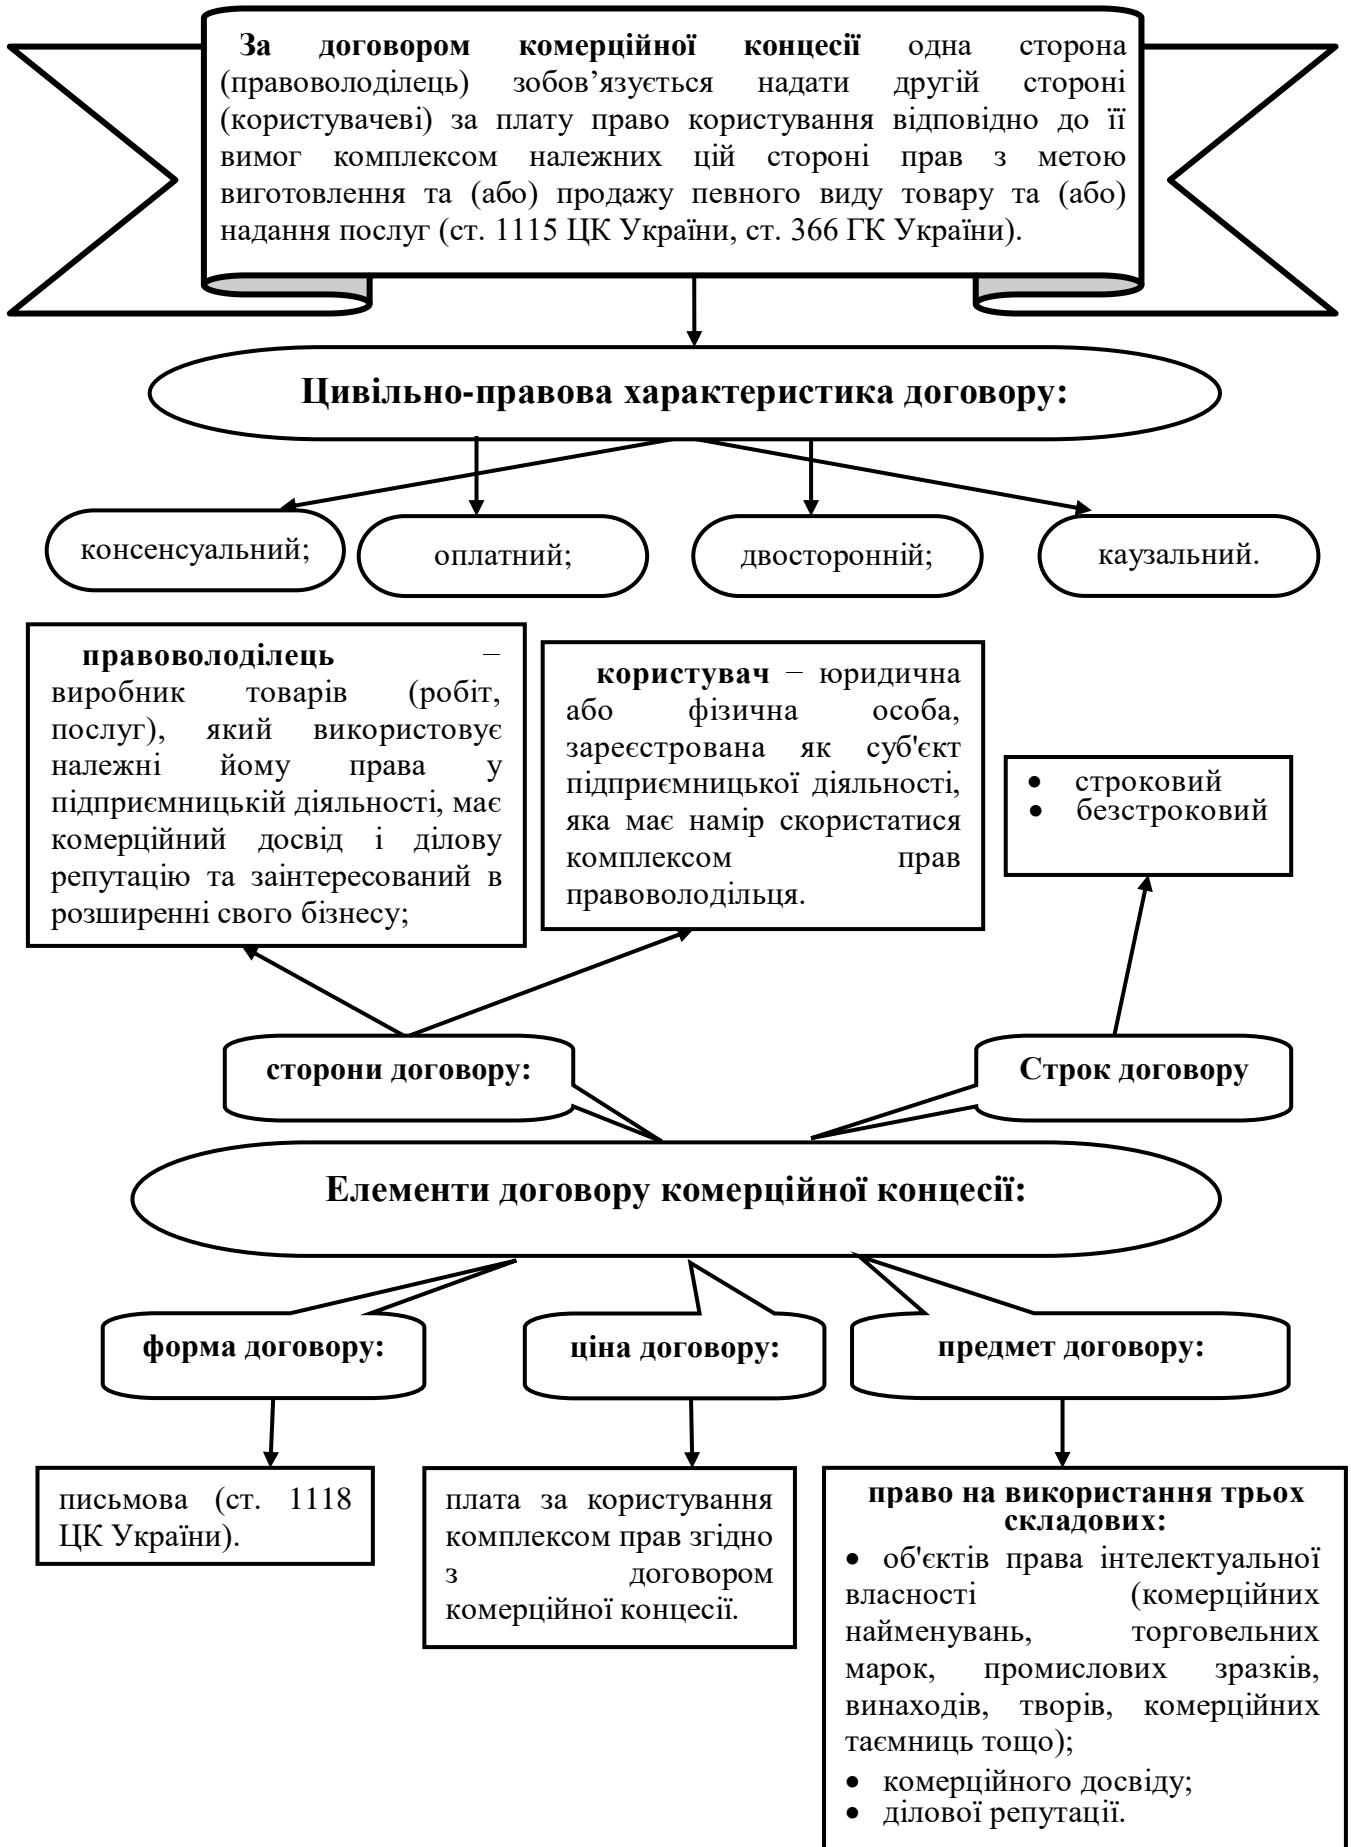 За договором комерційної концесії одна сторона
(правоволоділець) зобов’язується надати другій стороні
(користувачеві) за плату право користування відповідно до її
вимог комплексом належних цій стороні прав з метою
виготовлення та (або) продажу певного виду товару та (або)
надання послуг (ст. 1115 ЦК України, ст. 366 ГК України).
Цивільно-правова характеристика договору:
консенсуальний;
оплатний;
двосторонній;
каузальний.
правоволоділець –
виробник товарів (робіт,
послуг), який використовує
належні йому права у
підприємницькій діяльності, має
комерційний досвід і ділову
репутацію та заінтересований в
розширенні свого бізнесу;
користувач – юридична
або фізична особа,
зареєстрована як суб'єкт
підприємницької діяльності,
яка має намір скористатися
комплексом прав
правоволодільця.
• строковий
• безстроковий
сторони договору:
Строк договору
Елементи договору комерційної концесії:
форма договору:
ціна договору:
предмет договору:
письмова (ст. 1118
ЦК України).
плата за користування
комплексом прав згідно
з договором
комерційної концесії.
право на використання трьох
складових:
• об'єктів права інтелектуальної
власності (комерційних
найменувань, торговельних
марок, промислових зразків,
винаходів, творів, комерційних
таємниць тощо);
• комерційного досвіду;
• ділової репутації.